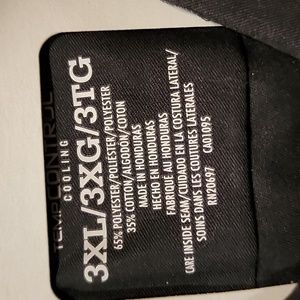 TEMPCONTROL
COOLING
3XL/3XG/3TG
65% POLYESTER/POLIÉSTER/POLYESTER
35% COTTON/ALGODÓN/COTON
MADE IN HONDURAS
HECHO EN HONDURAS
FABRIQUÉ AU HONDURAS
CARE INSIDE SEAM/CUIDADO EN LA COSTURA LATERAL/
SOINS DANS LES COUTURES LATERALES
RN20697 CA01095